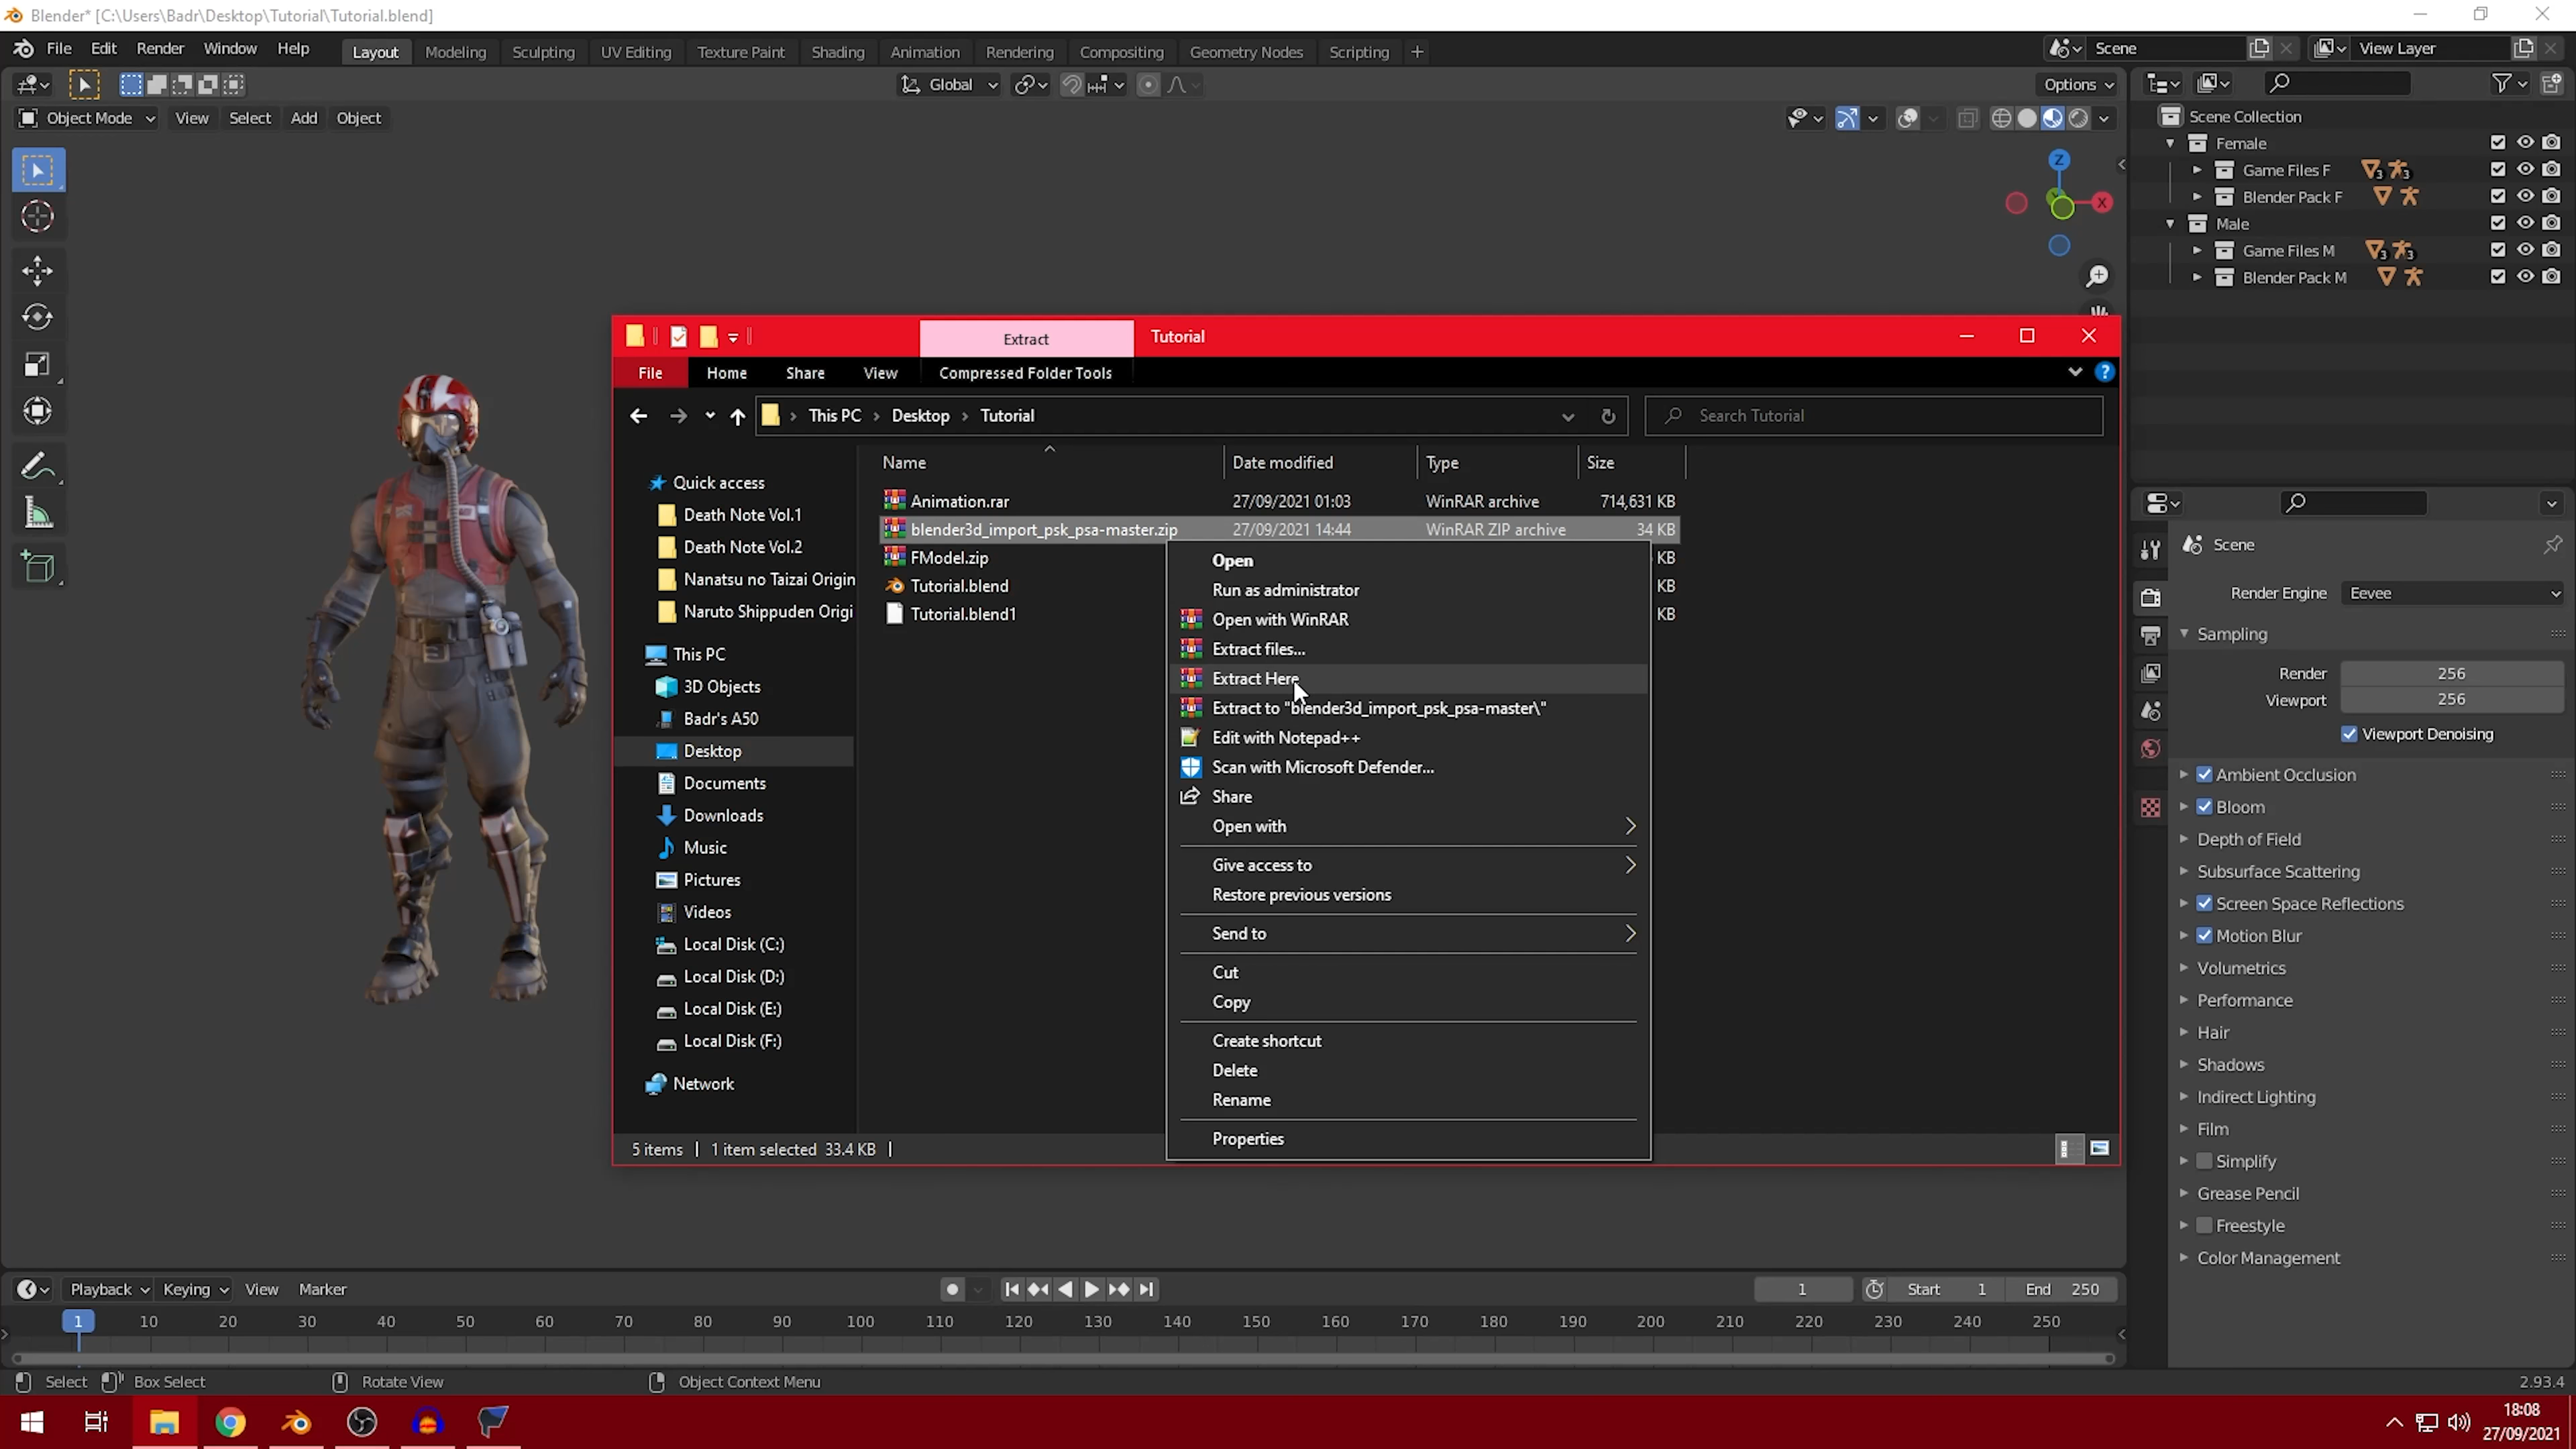 Blender* [C:\Users\Badr\Desktop\Tutorial\Tutorial.blend]
File Edit Render Window Help Layout Modeling Sculpting UV Editing Texture Paint Shading Animation Rendering Compositing Geometry Nodes Scripting + Scene View Layer
Global Options
Object Mode View Select Add Object
Scene Collection
Female
Game Files F 3 3
Blender Pack F
Male
Game Files M 3 3
Blender Pack M
Z
X
Extract Tutorial
File Home Share View Compressed Folder Tools
This PC > Desktop > Tutorial Search Tutorial
Name Date modified Type Size
Quick access
Death Note Vol.1
Death Note Vol.2
Nanatsu no Taizai Origin
Naruto Shippuden Origi
This PC
3D Objects
Badr's A50
Desktop
Documents
Downloads
Music
Pictures
Videos
Local Disk (C:)
Local Disk (D:)
Local Disk (E:)
Local Disk (F:)
Network
Animation.rar 27/09/2021 01:03 WinRAR archive 714,631 KB
blender3d_import_psk_psa-master.zip 27/09/2021 14:44 WinRAR ZIP archive 34 KB
FModel.zip KB
Tutorial.blend KB
Tutorial.blend1 KB
Open
Run as administrator
Open with WinRAR
Extract files...
Extract Here
Extract to "blender3d_import_psk_psa-master\"
Edit with Notepad++
Scan with Microsoft Defender...
Share
Open with
Give access to
Restore previous versions
Send to
Cut
Copy
Create shortcut
Delete
Rename
Properties
5 items 1 item selected 33.4 KB
Scene
Render Engine Eevee
Sampling
Render 256
Viewport 256
Viewport Denoising
Ambient Occlusion
Bloom
Depth of Field
Subsurface Scattering
Screen Space Reflections
Motion Blur
Volumetrics
Performance
Hair
Shadows
Indirect Lighting
Film
Simplify
Grease Pencil
Freestyle
Color Management
Playback Keying View Marker 1 Start 1 End 250
1 10 20 30 40 50 60 70 80 90 100 110 120 130 140 150 160 170 180 190 200 210 220 230 240 250
Select Box Select Rotate View Object Context Menu 2.93.4
18:08
27/09/2021